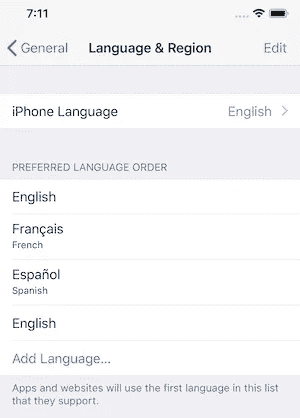 7:11
General
Language & Region
Edit
iPhone Language
English
PREFERRED LANGUAGE ORDER
English
Français
French
Español
Spanish
English
Add Language...
Apps and websites will use the first language in this list
that they support.